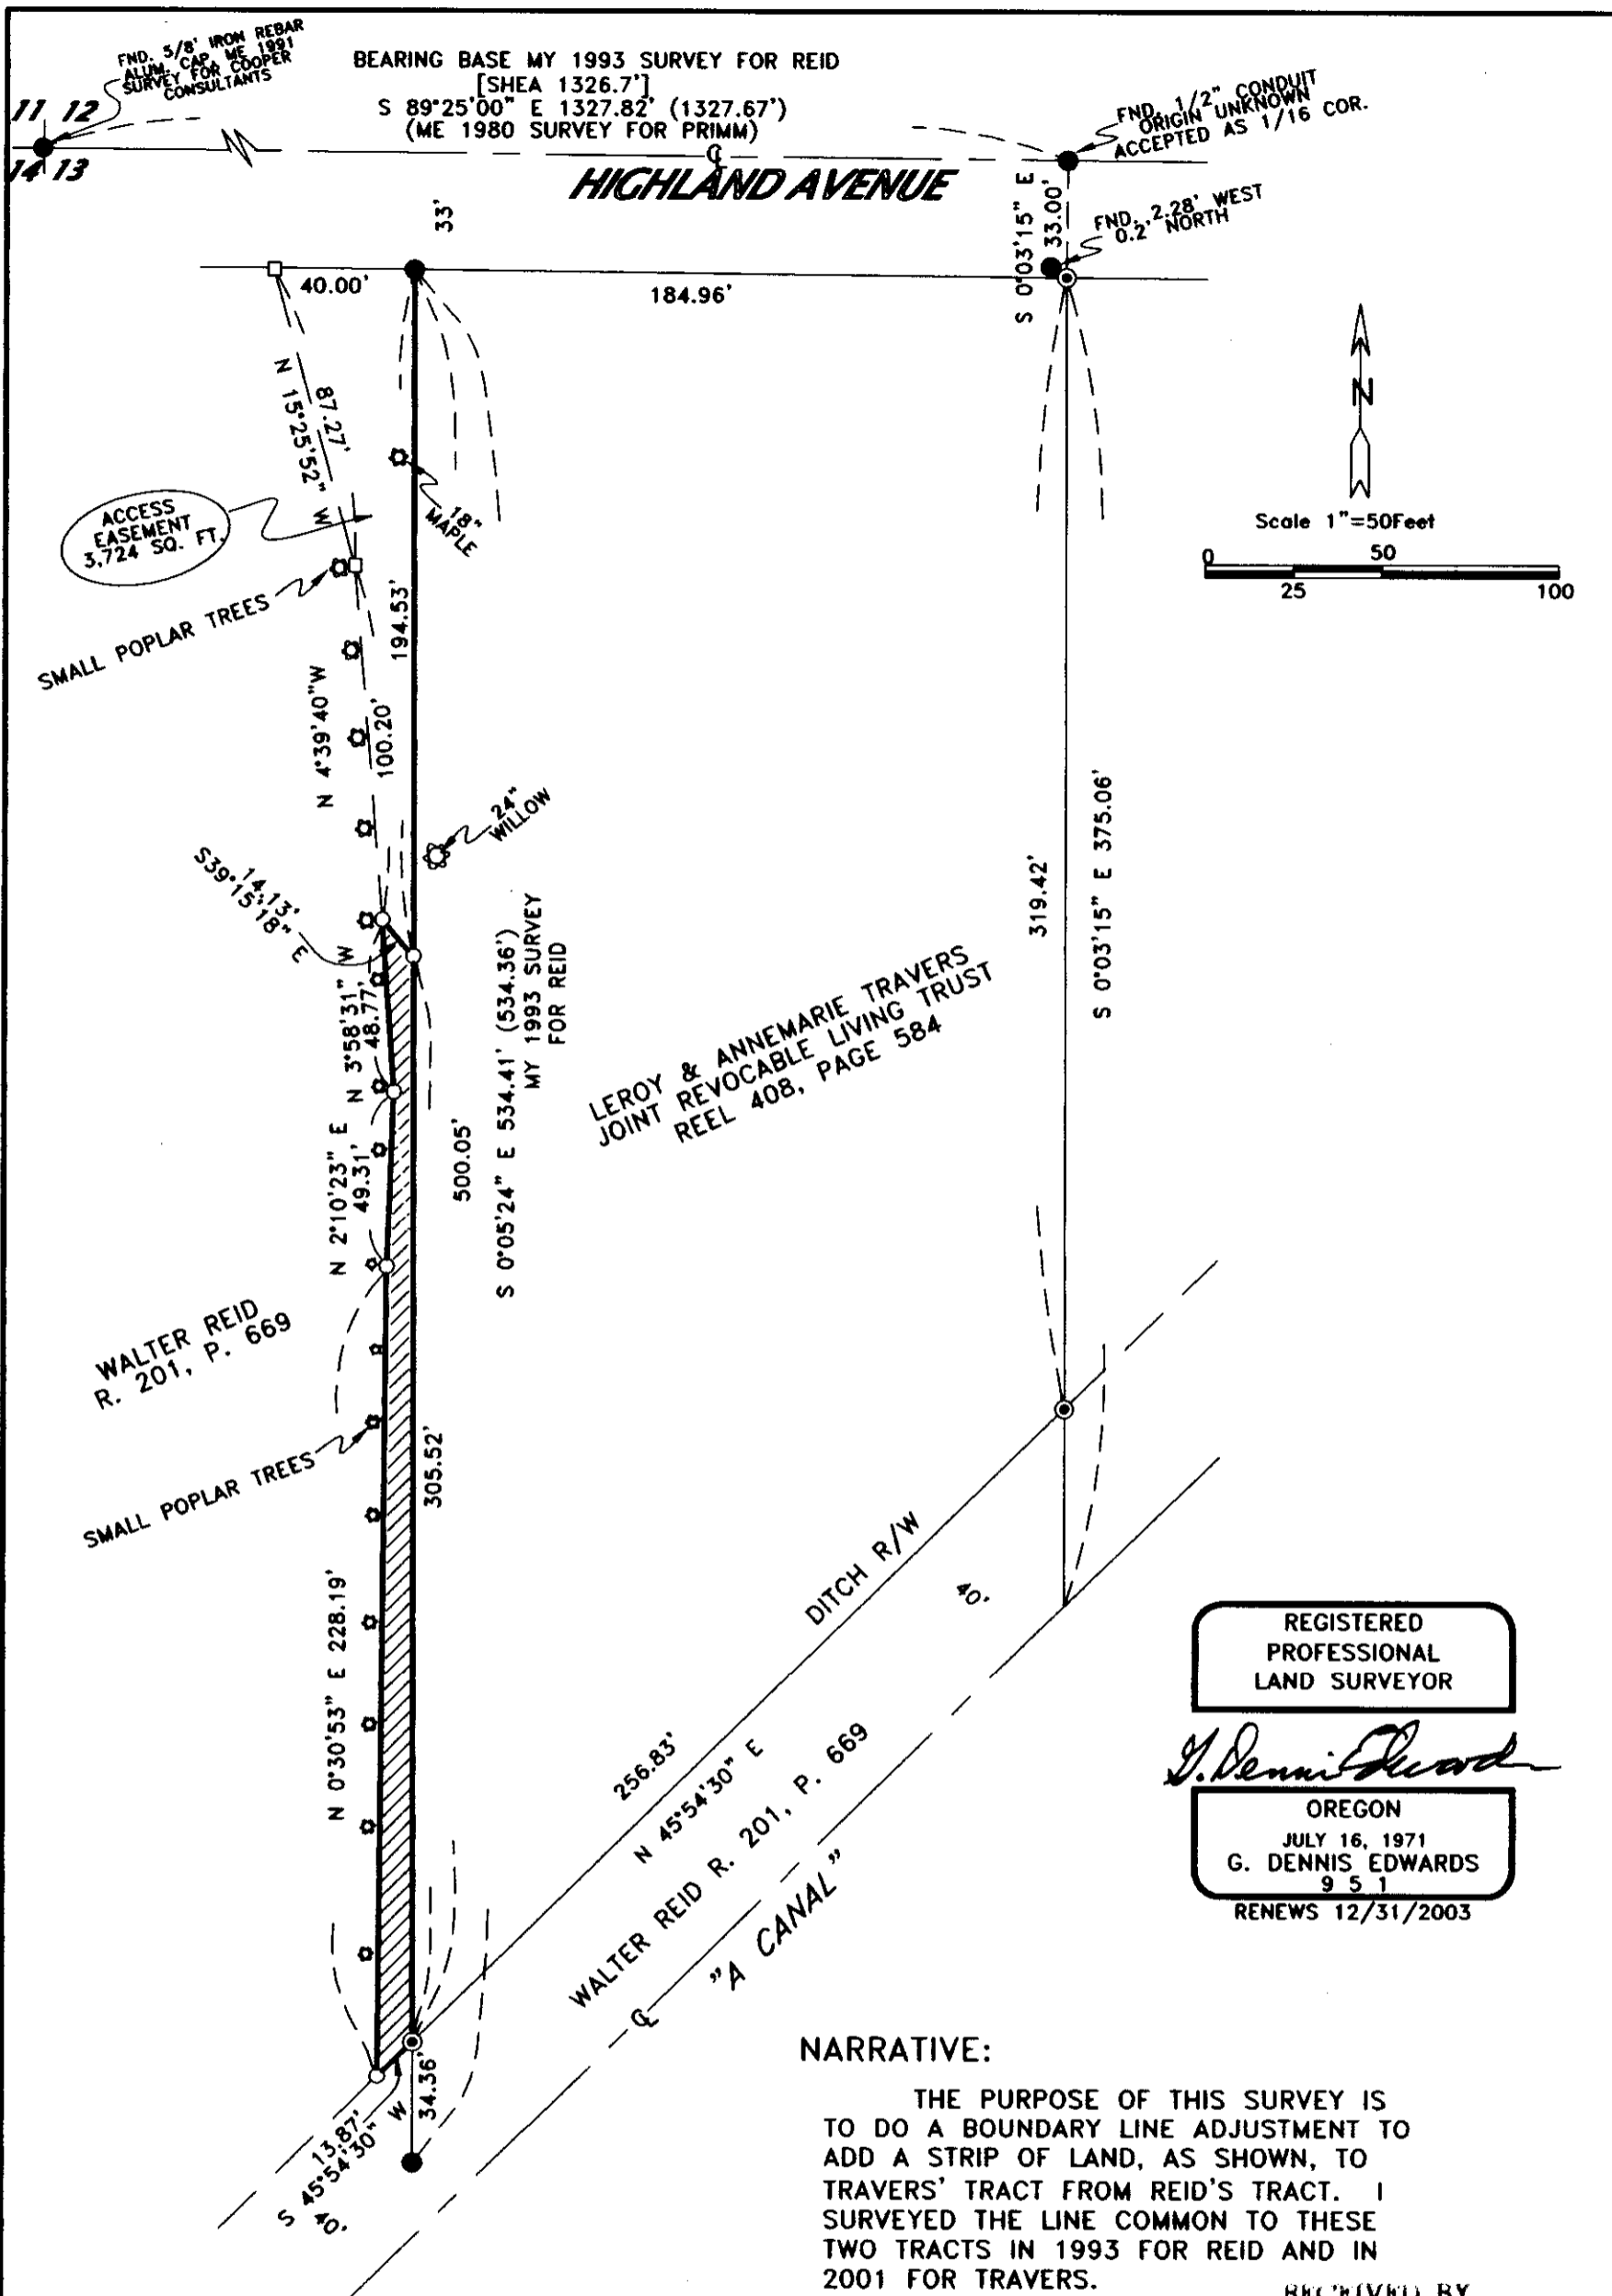 FND. 5/8" IRON REBAR
ALUM. CAP, ME 1991
SURVEY FOR COOPER
CONSULTANTS
BEARING BASE MY 1993 SURVEY FOR REID
[SHEA 1326.7']
S 89°25'00" E 1327.82' (1327.67')
(ME 1980 SURVEY FOR PRIMM)
FND. 1/2" CONDUIT
ORIGIN UNKNOWN
ACCEPTED AS 1/16 COR.
11 12
14 13
HIGHLAND AVENUE
33'
S 0°03'15" E
33.00'
FND. 2.28' WEST
0.2' NORTH
40.00'
184.96'
N 15°25'52" W
87.27'
18"
MAPLE
N
Scale 1"=50Feet
0 50
25 100
ACCESS
EASEMENT
3,724 SQ. FT.
SMALL POPLAR TREES
194.53'
N 4°39'40"W
100.20'
24"
WILLOW
14.13'
S39°15'18" E
319.42'
S 0°03'15" E 375.06'
N 3°58'31" W
48.77'
N 2°10'23" E
49.31'
500.05'
S 0°05'24" E 534.41' (534.36')
MY 1993 SURVEY
FOR REID
LEROY & ANNEMARIE TRAVERS
JOINT REVOCABLE LIVING TRUST
REEL 408, PAGE 584
WALTER REID
R. 201, P. 669
SMALL POPLAR TREES
305.52'
N 0°30'53" E 228.19'
DITCH R/W
40'
256.83'
N 45°54'30" E
WALTER REID R. 201, P. 669
"A CANAL"
REGISTERED
PROFESSIONAL
LAND SURVEYOR
G. Dennis Edwards
OREGON
JULY 16, 1971
G. DENNIS EDWARDS
9 5 1
RENEWS 12/31/2003
34.36'
13.87'
S 45°54'30" W
40'
NARRATIVE:
THE PURPOSE OF THIS SURVEY IS
TO DO A BOUNDARY LINE ADJUSTMENT TO
ADD A STRIP OF LAND, AS SHOWN, TO
TRAVERS' TRACT FROM REID'S TRACT. I
SURVEYED THE LINE COMMON TO THESE
TWO TRACTS IN 1993 FOR REID AND IN
2001 FOR TRAVERS.
RECEIVED BY